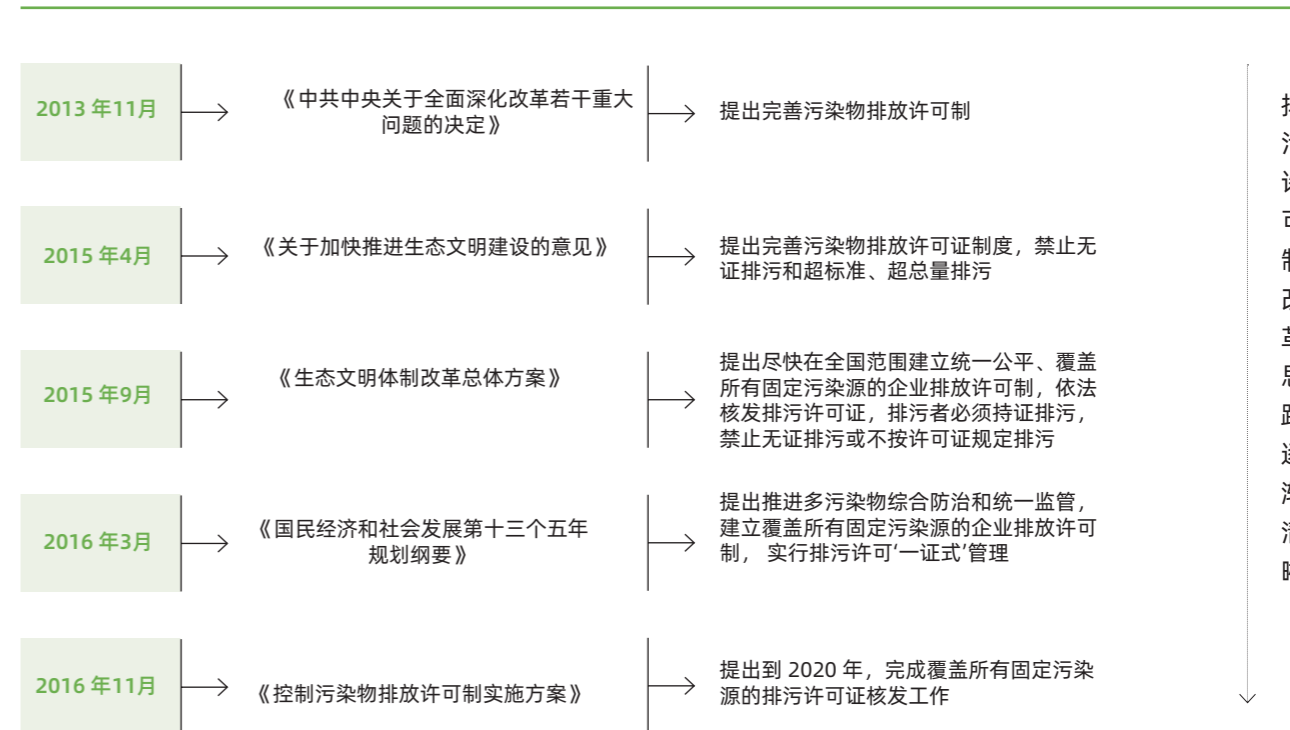 2013 年11月
《中共中央关于全面深化改革若干重大
问题的决定》
提出完善污染物排放许可制
2015 年4月
《关于加快推进生态文明建设的意见》
提出完善污染物排放许可证制度，禁止无
证排污和超标准、超总量排污
2015 年9月
《生态文明体制改革总体方案》
提出尽快在全国范围建立统一公平、覆盖
所有固定污染源的企业排放许可制，依法
核发排污许可证，排污者必须持证排污，
禁止无证排污或不按许可证规定排污
2016 年3月
《国民经济和社会发展第十三个五年
规划纲要》
提出推进多污染物综合防治和统一监管，
建立覆盖所有固定污染源的企业排放许可
制， 实行排污许可‘一证式’管理
2016 年11月
《控制污染物排放许可制实施方案》
提出到 2020 年，完成覆盖所有固定污染
源的排污许可证核发工作